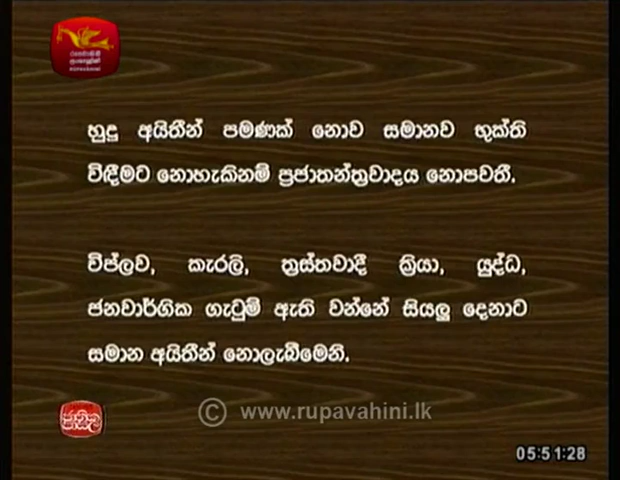 හුදු අයිතීන් පමණක් නොව සමානව භුක්ති
විඳීමට නොහැකිනම් ප්‍රජාතන්ත්‍රවාදය නොපවතී.
විප්ලව, කැරලි, ත්‍රස්තවාදී ක්‍රියා, යුද්ධ,
ජනවාර්ගික ගැටුම් ඇති වන්නේ සියලු දෙනාට
සමාන අයිතීන් නොලැබීමෙනි.
© www.rupavahini.lk
05:51:28